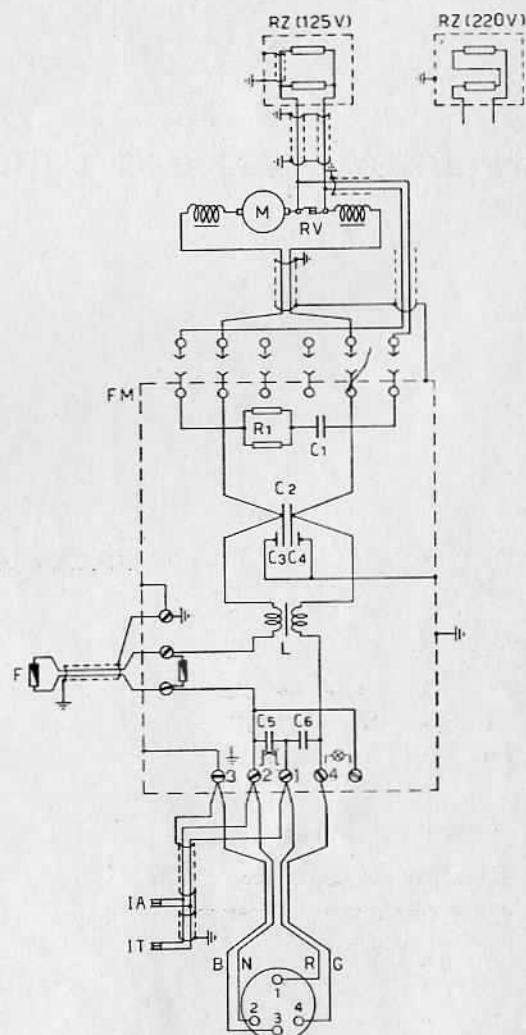 RZ (125V) RZ (220V)
M
RV
FM
R1
C1
C2
C3 C4
L
F
C5 C6
3 2 1 4
IA
IT
B N R G
1
2 3 4